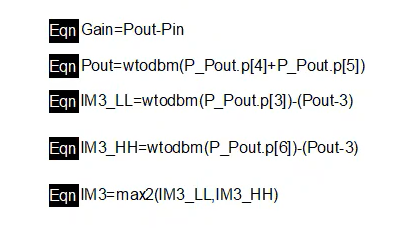 Eqn Gain=Pout-Pin
Eqn Pout=wtodbm(P_Pout.p[4]+P_Pout.p[5])
Eqn IM3_LL=wtodbm(P_Pout.p[3])-(Pout-3)
Eqn IM3_HH=wtodbm(P_Pout.p[6])-(Pout-3)
Eqn IM3=max2(IM3_LL,IM3_HH)